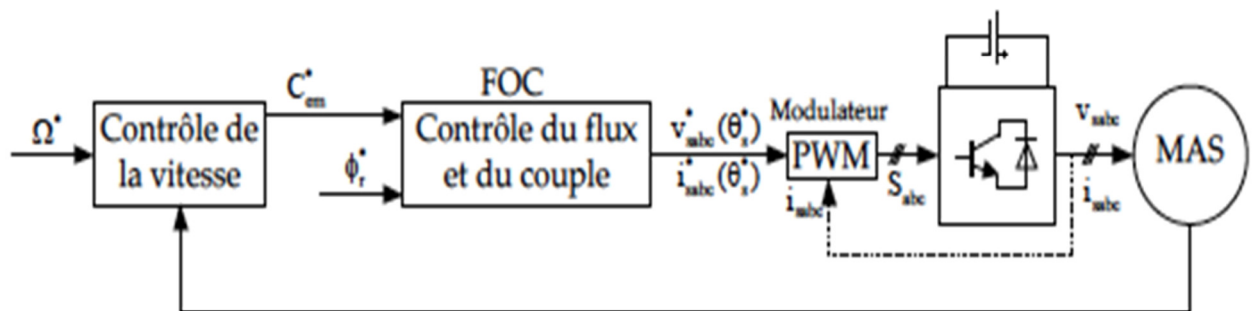 Ω*
Contrôle de
la vitesse
C*em
ϕ*r
FOC
Contrôle du flux
et du couple
v*sabc(θ*s)
i*sabc(θ*s)
Modulateur
PWM
isabc
Sabc
vsabc
isabc
MAS